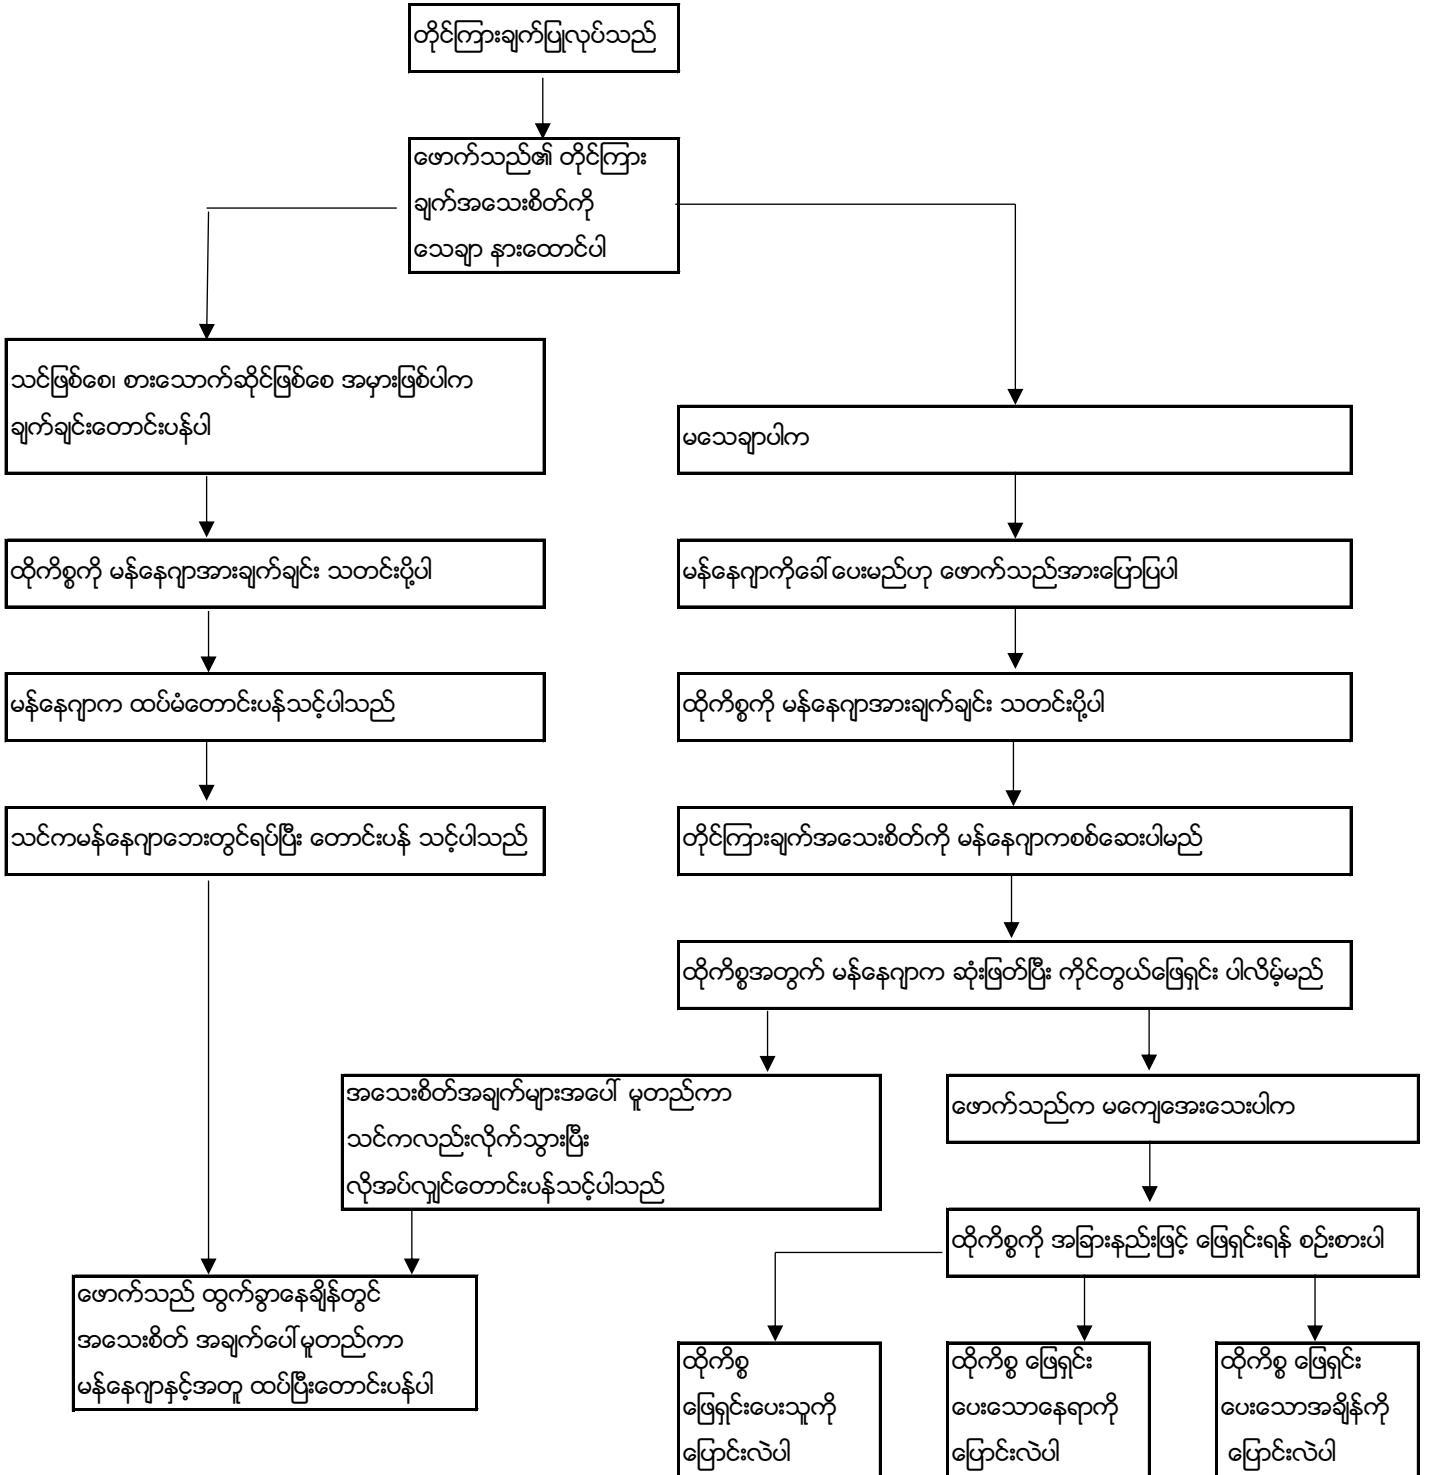 တိုင်ကြားချက်ပြုလုပ်သည်
ဖောက်သည်၏ တိုင်ကြား
ချက်အသေးစိတ်ကို
သေချာ နားထောင်ပါ
သင်ဖြစ်စေ၊ စားသောက်ဆိုင်ဖြစ်စေ အမှားဖြစ်ပါက
ချက်ချင်းတောင်းပန်ပါ
ထိုကိစ္စကို မန်နေဂျာအားချက်ချင်း သတင်းပို့ပါ
မန်နေဂျာက ထပ်မံတောင်းပန်သင့်ပါသည်
သင်ကမန်နေဂျာဘေးတွင်ရပ်ပြီး တောင်းပန် သင့်ပါသည်
မသေချာပါက
မန်နေဂျာကိုခေါ်ပေးမည်ဟု ဖောက်သည်အားပြောပြပါ
ထိုကိစ္စကို မန်နေဂျာအားချက်ချင်း သတင်းပို့ပါ
တိုင်ကြားချက်အသေးစိတ်ကို မန်နေဂျာကစစ်ဆေးပါမည်
ထိုကိစ္စအတွက် မန်နေဂျာက ဆုံးဖြတ်ပြီး ကိုင်တွယ်ဖြေရှင်း ပါလိမ့်မည်
အသေးစိတ်အချက်များအပေါ် မူတည်ကာ
သင်ကလည်းလိုက်သွားပြီး
လိုအပ်လျှင်တောင်းပန်သင့်ပါသည်
ဖောက်သည် ထွက်ခွာနေချိန်တွင်
အသေးစိတ် အချက်ပေါ်မူတည်ကာ
မန်နေဂျာနှင့်အတူ ထပ်ပြီးတောင်းပန်ပါ
ဖောက်သည်က မကျေအေးသေးပါက
ထိုကိစ္စကို အခြားနည်းဖြင့် ဖြေရှင်းရန် စဉ်းစားပါ
ထိုကိစ္စ
ဖြေရှင်းပေးသူကို
ပြောင်းလဲပါ
ထိုကိစ္စ ဖြေရှင်း
ပေးသောနေရာကို
ပြောင်းလဲပါ
ထိုကိစ္စ ဖြေရှင်း
ပေးသောအချိန်ကို
ပြောင်းလဲပါ